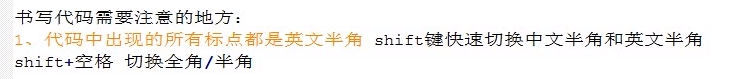 书写代码需要注意的地方：
1、代码中出现的所有标点都是英文半角 shift键快速切换中文半角和英文半角
shift+空格 切换全角/半角